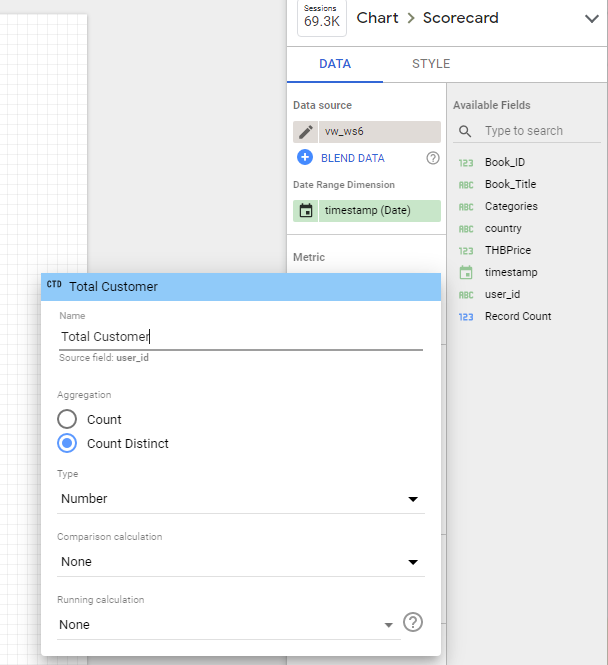 Sessions
69.3K
Chart > Scorecard
DATA
STYLE
Data source
vw_ws6
BLEND DATA
Date Range Dimension
timestamp (Date)
Metric
Available Fields
Type to search
123 Book_ID
ABC Book_Title
ABC Categories
ABC country
123 THBPrice
timestamp
ABC user_id
123 Record Count
CTD Total Customer
Name
Total Customer
Source field: user_id
Aggregation
Count
Count Distinct
Type
Number
Comparison calculation
None
Running calculation
None